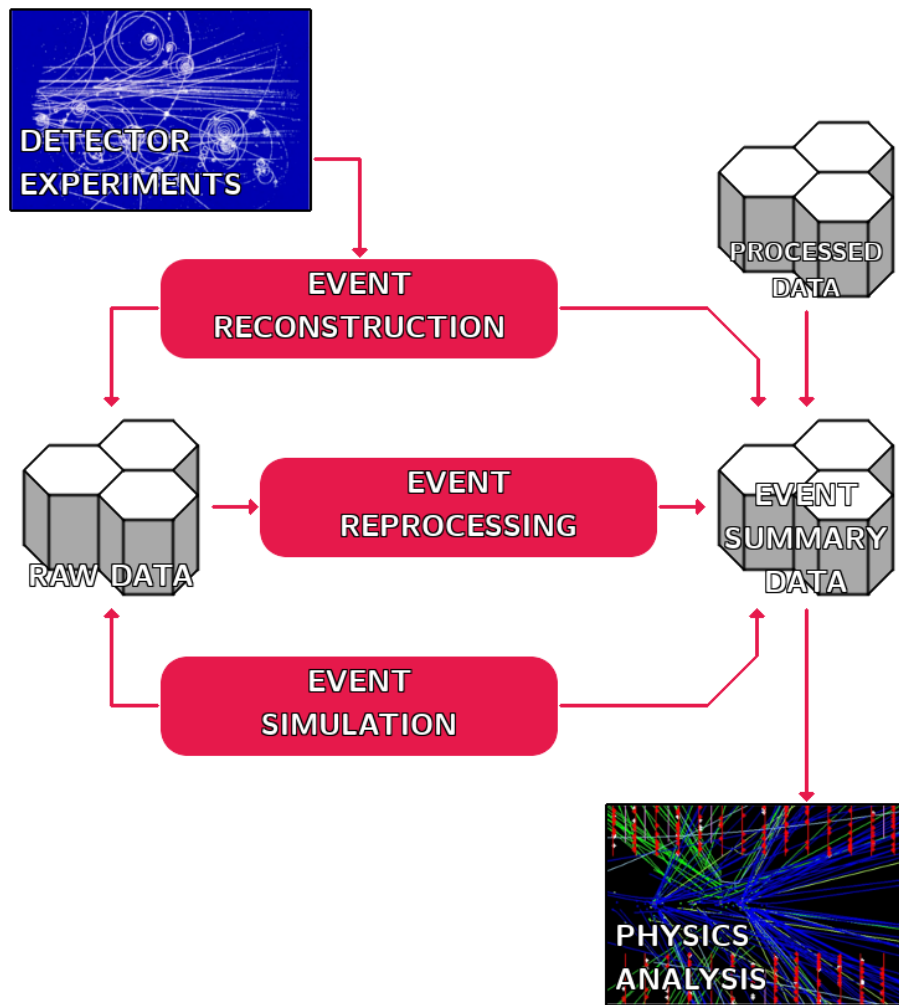 DETECTOR
EXPERIMENTS
PROCESSED
DATA
EVENT
RECONSTRUCTION
RAW DATA
EVENT
REPROCESSING
EVENT
SUMMARY
DATA
EVENT
SIMULATION
PHYSICS
ANALYSIS